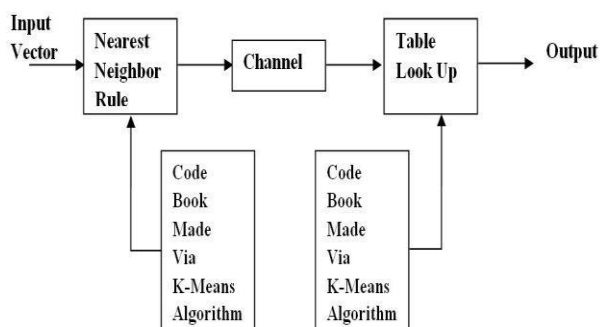 Input
Vector
Nearest
Neighbor
Rule
Channel
Table
Look Up
Output
Code
Book
Made
Via
K-Means
Algorithm
Code
Book
Made
Via
K-Means
Algorithm